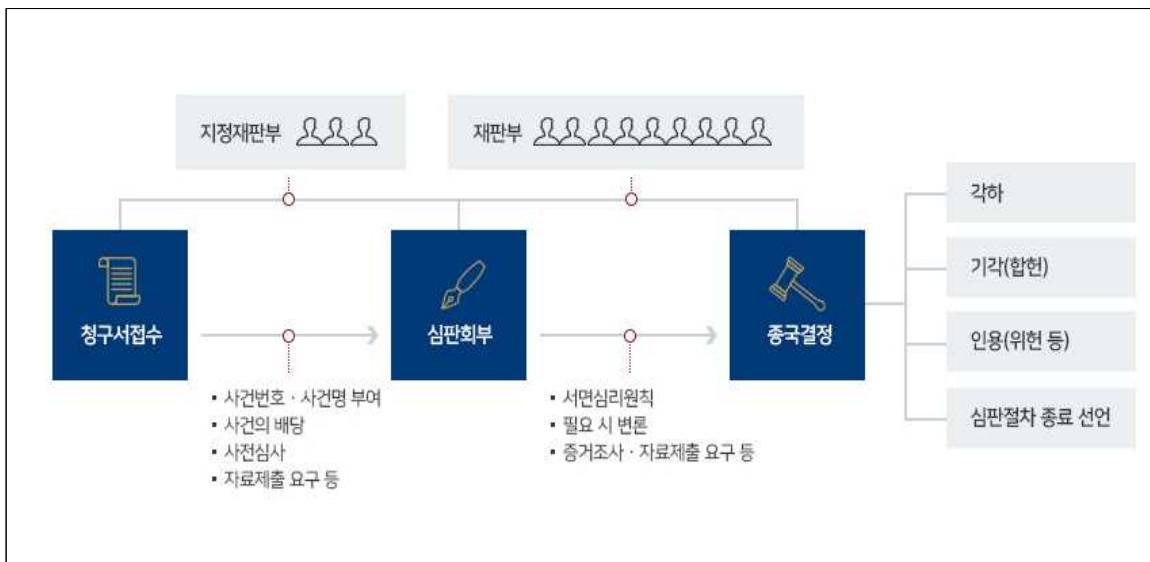 지정재판부
재판부
청구서접수
심판회부
종국결정
▪ 사건번호 · 사건명 부여
▪ 사건의 배당
▪ 사전심사
▪ 자료제출 요구 등
▪ 서면심리원칙
▪ 필요 시 변론
▪ 증거조사 · 자료제출 요구 등
각하
기각(합헌)
인용(위헌 등)
심판절차 종료 선언